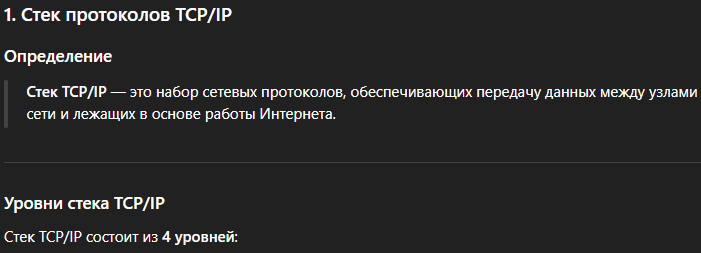 1. Стек протоколов TCP/IP
Определение
Стек TCP/IP — это набор сетевых протоколов, обеспечивающих передачу данных между узлами
сети и лежащих в основе работы Интернета.
Уровни стека TCP/IP
Стек TCP/IP состоит из 4 уровней: